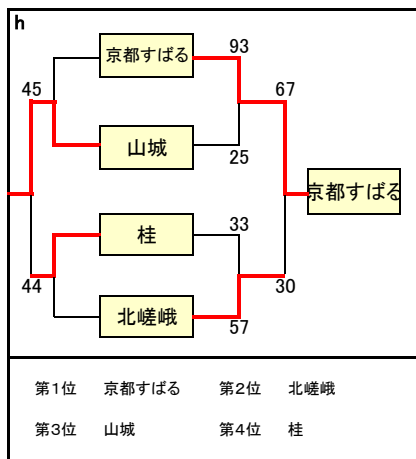 h
京都すばる 93
45 67
山城 25
京都すばる
桂 33
44 30
北嵯峨 57
第1位 京都すばる 第2位 北嵯峨
第3位 山城 第4位 桂